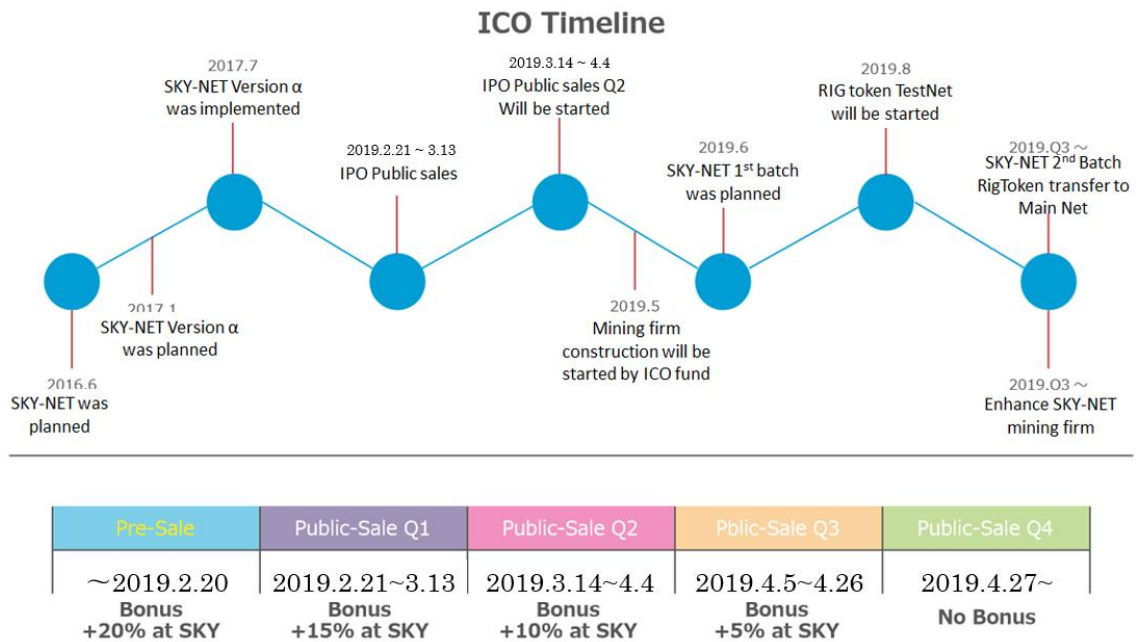 ICO Timeline
2017.7
SKY-NET Version α
was implemented
2019.3.14 ~ 4.4
IPO Public sales Q2
Will be started
2019.8
RIG token TestNet
will be started
2019.2.21 ~ 3.13
IPO Public sales
2019.6
SKY-NET 1st batch
was planned
2019.Q3 ～
SKY-NET 2nd Batch
RigToken transfer to
Main Net
2017.1
SKY-NET Version α
was planned
2019.5
Mining firm
construction will be
started by ICO fund
2016.6
SKY-NET was
planned
2019.Q3 ～
Enhance SKY-NET
mining firm
Pre-Sale
Public-Sale Q1
Public-Sale Q2
Pblic-Sale Q3
Public-Sale Q4
～2019.2.20
2019.2.21~3.13
2019.3.14~4.4
2019.4.5~4.26
2019.4.27~
Bonus
+20% at SKY
Bonus
+15% at SKY
Bonus
+10% at SKY
Bonus
+5% at SKY
No Bonus